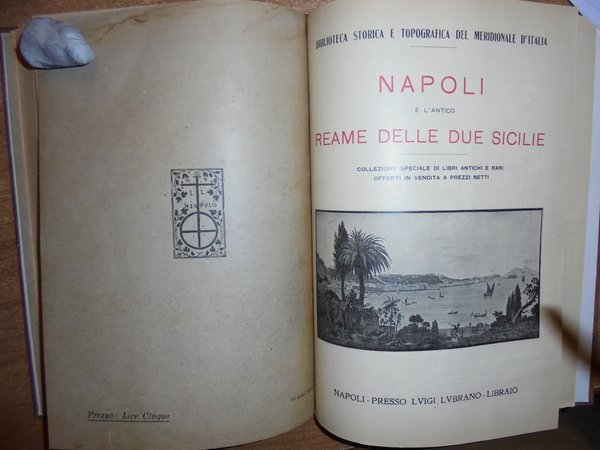 L L
NEAPOLIS
Prezzo: Lire Cinque
BIBLIOTECA STORICA E TOPOGRAFICA DEL MERIDIONALE D'ITALIA
NAPOLI
E L'ANTICO
REAME DELLE DUE SICILIE
COLLEZIONE SPECIALE DI LIBRI ANTICHI E RARI
OFFERTI IN VENDITA A PREZZI NETTI
NAPOLI - PRESSO LVIGI LVBRANO - LIBRAIO